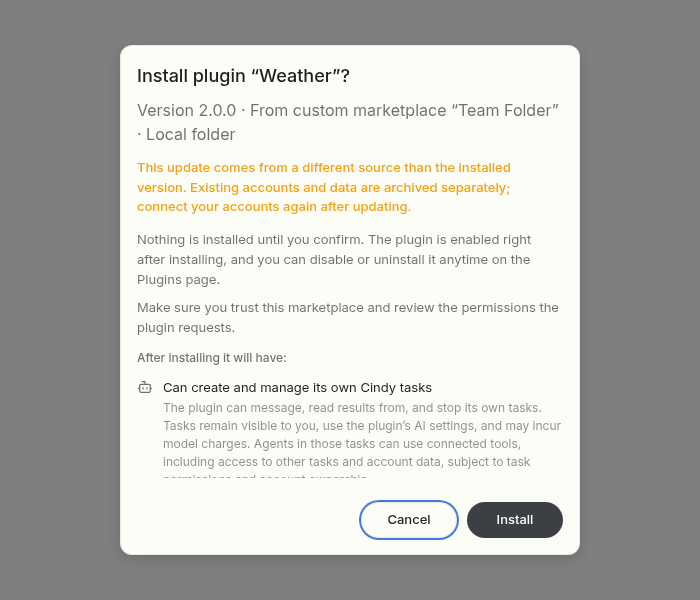 Install plugin “Weather”?
Version 2.0.0 · From custom marketplace “Team Folder”
· Local folder
This update comes from a different source than the installed
version. Existing accounts and data are archived separately;
connect your accounts again after updating.
Nothing is installed until you confirm. The plugin is enabled right
after installing, and you can disable or uninstall it anytime on the
Plugins page.
Make sure you trust this marketplace and review the permissions the
plugin requests.
After installing it will have:
Can create and manage its own Cindy tasks
The plugin can message, read results from, and stop its own tasks.
Tasks remain visible to you, use the plugin’s AI settings, and may incur
model charges. Agents in those tasks can use connected tools,
including access to other tasks and account data, subject to task
permissions and account ownership.
Cancel
Install